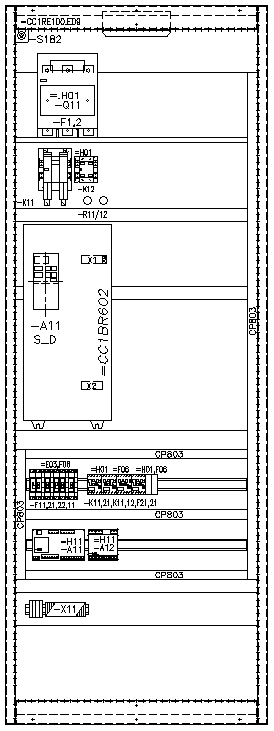 -CC1RE100.ED9
-S182
=.H01
-Q11
-F1,2
=H01
-K12
-K11
-R11/12
X1
-A11
S_D
=CC1BR602
CP803
X2
CP803
=E03,F08
=H01 =F06 =H01,F06
-F11,21,22,11
-K11,21,K11,12,F21,21
CP803
CP803
=H11
-A11
=H11
-A12
CP803
-X11